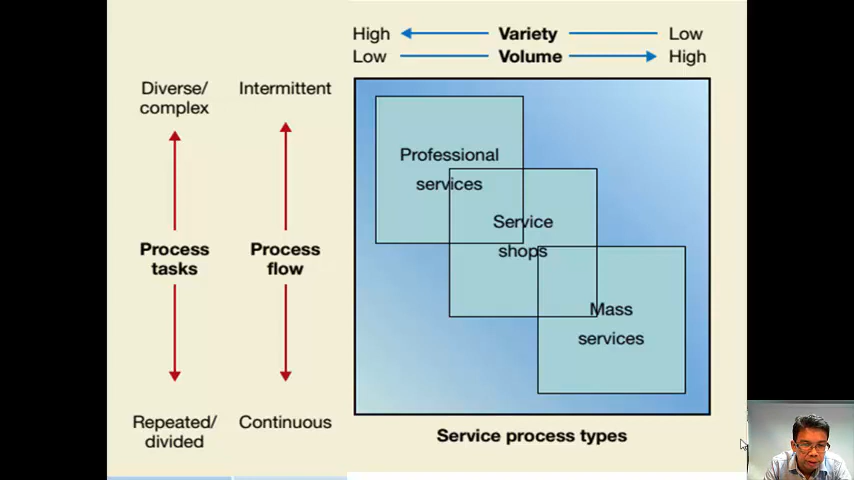 High Variety Low
Low Volume High
Diverse/
complex
Intermittent
Professional
services
Service
shops
Process
tasks
Process
flow
Mass
services
Repeated/
divided
Continuous
Service process types